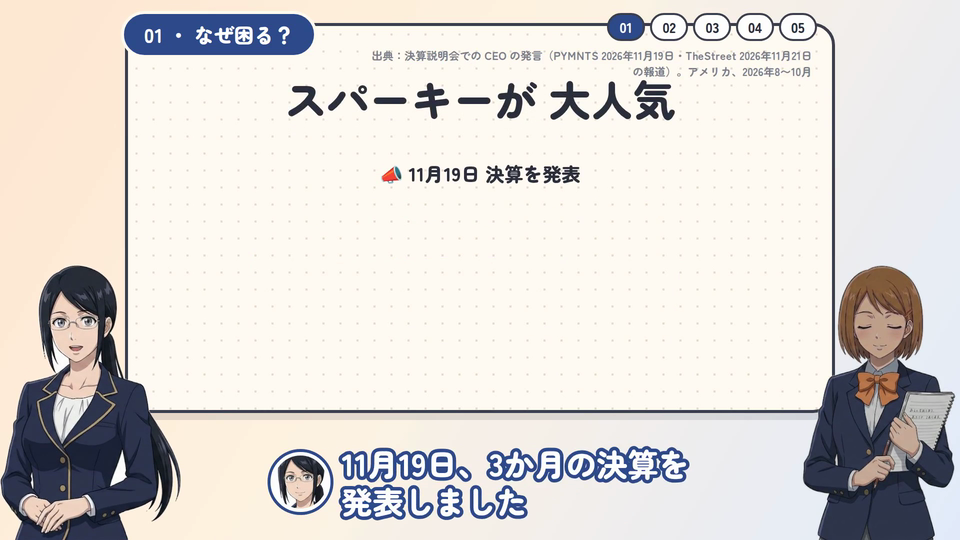 01 ・ なぜ困る？
01 02 03 04 05
出典：決算説明会での CEO の発言（PYMNTS 2026年11月19日・TheStreet 2026年11月21日
の報道）。アメリカ、2026年8〜10月
スパーキーが 大人気
📣 11月19日 決算を発表
11月19日、3か月の決算を
発表しました